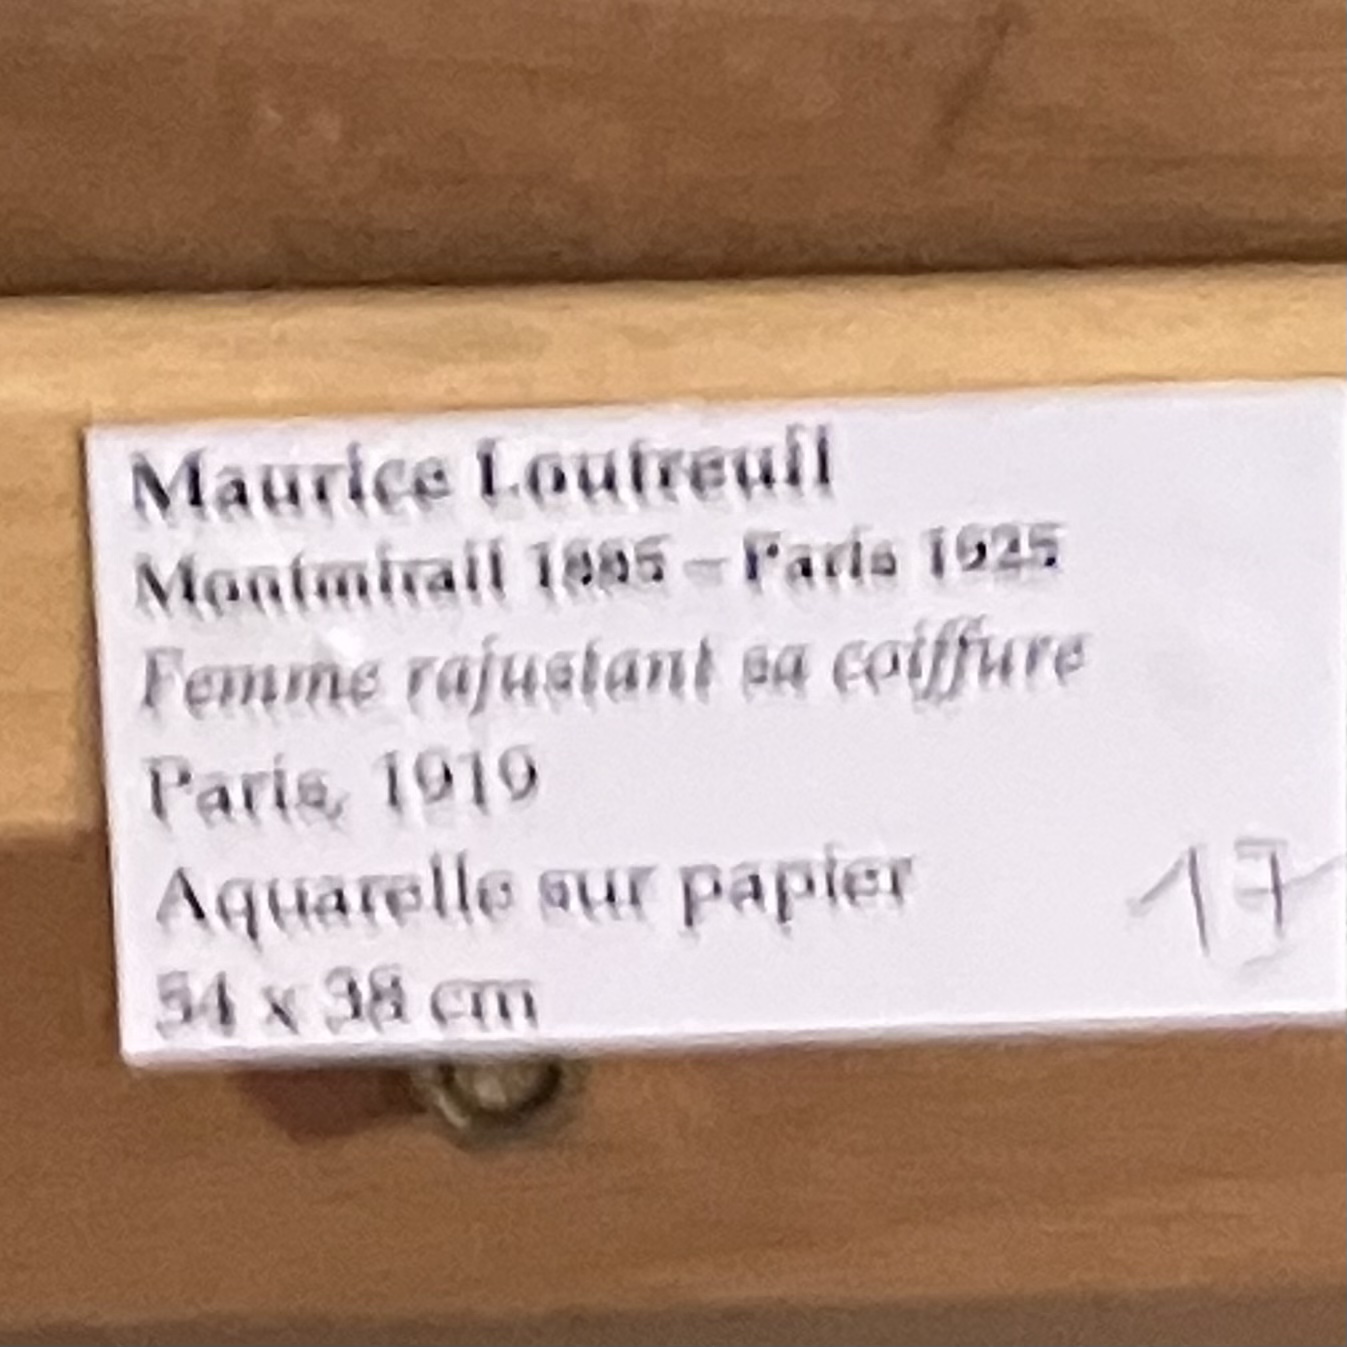 Maurice Loutreuil
Montmirail 1885 – Paris 1925
Femme rajustant sa coiffure
Paris, 1919
Aquarelle sur papier
17
54 x 38 cm